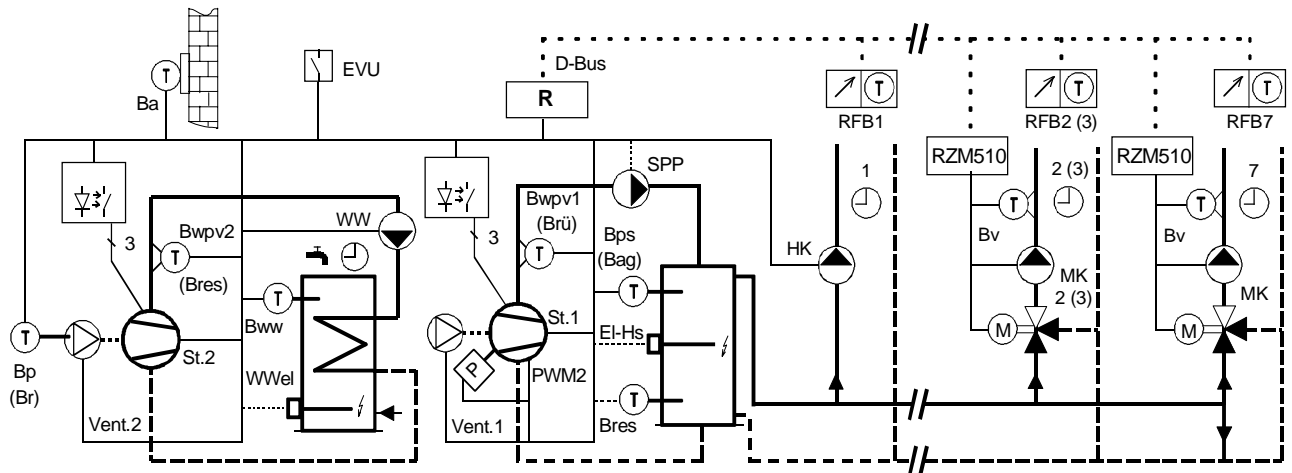 T
Ba
EVU
D-Bus
R
T
RFB1
T
RFB2 (3)
T
RFB7
SPP
RZM510
RZM510
1
2 (3)
7
3
Bwpv2
T
(Bres)
WW
3
Bwpv1
(Brü)
T
Bps
(Bag)
T
HK
T
Bv
T
Bv
T
Bww
MK
2 (3)
MK
T
Bp
(Br)
St.2
St.1
El-Hs
M
M
P
PWM2
WWel
Vent.2
Vent.1
T
Bres